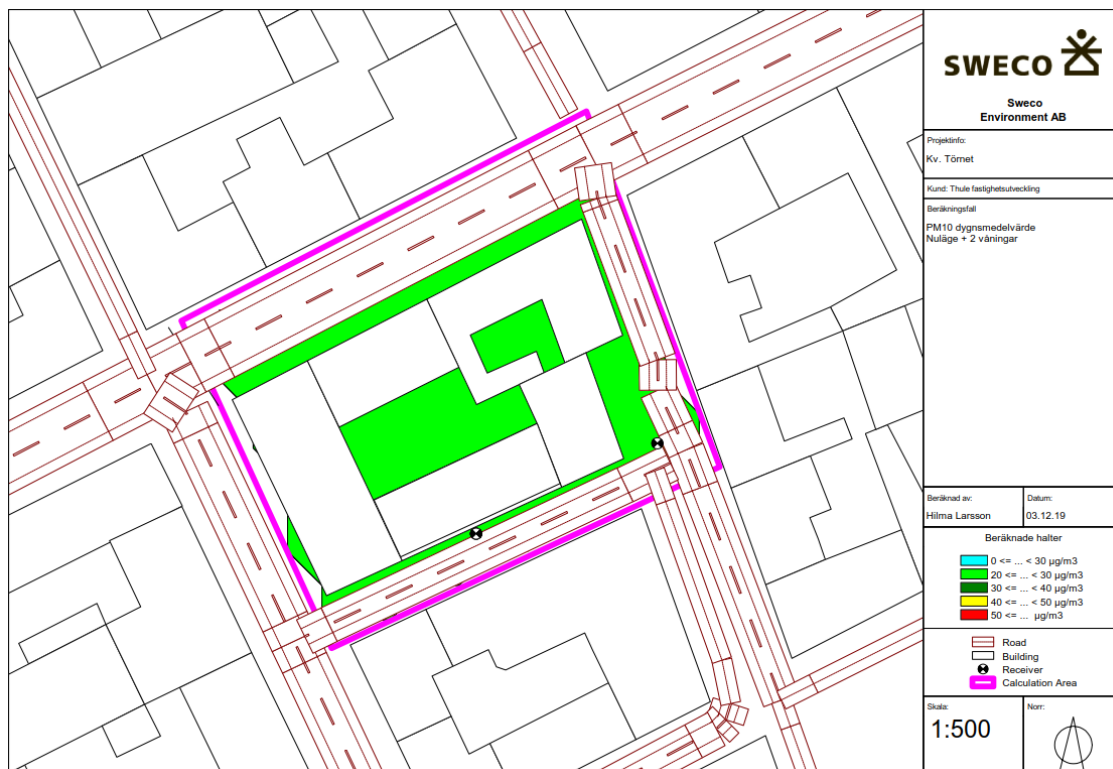 SWECO
Sweco
Environment AB
Projektinfo:
Kv. Törnet
Kund: Thule fastighetsutveckling
Beräkningsfall
PM10 dygnsmedelvärde
Nuläge + 2 våningar
Beräknad av:
Hilma Larsson
Datum:
03.12.19
Beräknade halter
0 <= ... < 30 µg/m3
20 <= ... < 30 µg/m3
30 <= ... < 40 µg/m3
40 <= ... < 50 µg/m3
50 <= ... µg/m3
Road
Building
Receiver
Calculation Area
Skala:
1:500
Norr: